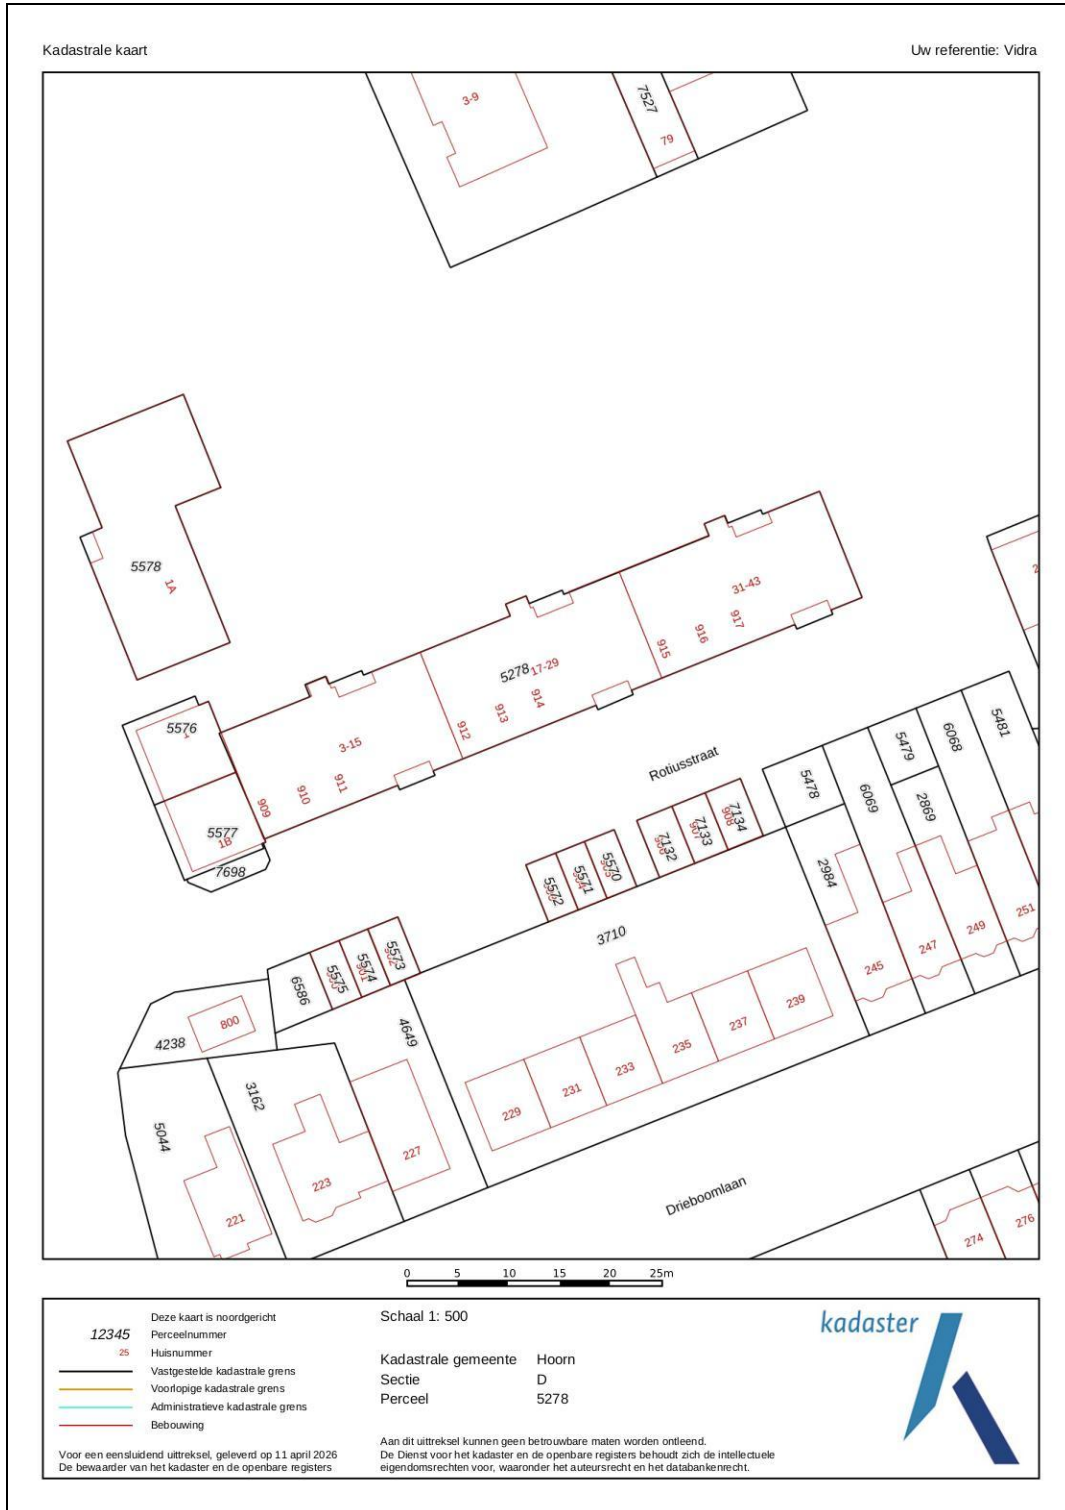 Kadastrale kaart
Uw referentie: Vidra
3-9
7527
79
5578
1A
5576
1
5577
1B
7698
5278
17-29
31-43
3-15
909
910
911
912
913
914
915
916
917
Rotiusstraat
5478
6069
5479
6068
5481
2869
2984
7132
906
7133
907
7134
908
5572
5571
5570
3710
5573
902
5574
901
5575
6586
4649
4238
800
3162
5044
221
223
227
229
231
233
235
237
239
245
247
249
251
2
Drieboomlaan
274
276
0 5 10 15 20 25m
Deze kaart is noordgericht
12345 Perceelnummer
25 Huisnummer
Vastgestelde kadastrale grens
Voorlopige kadastrale grens
Administratieve kadastrale grens
Bebouwing
Voor een eensluidend uittreksel, geleverd op 11 april 2026
De bewaarder van het kadaster en de openbare registers
Schaal 1: 500
Kadastrale gemeente Hoorn
Sectie D
Perceel 5278
Aan dit uittreksel kunnen geen betrouwbare maten worden ontleend.
De Dienst voor het kadaster en de openbare registers behoudt zich de intellectuele
eigendomsrechten voor, waaronder het auteursrecht en het databankenrecht.
kadaster